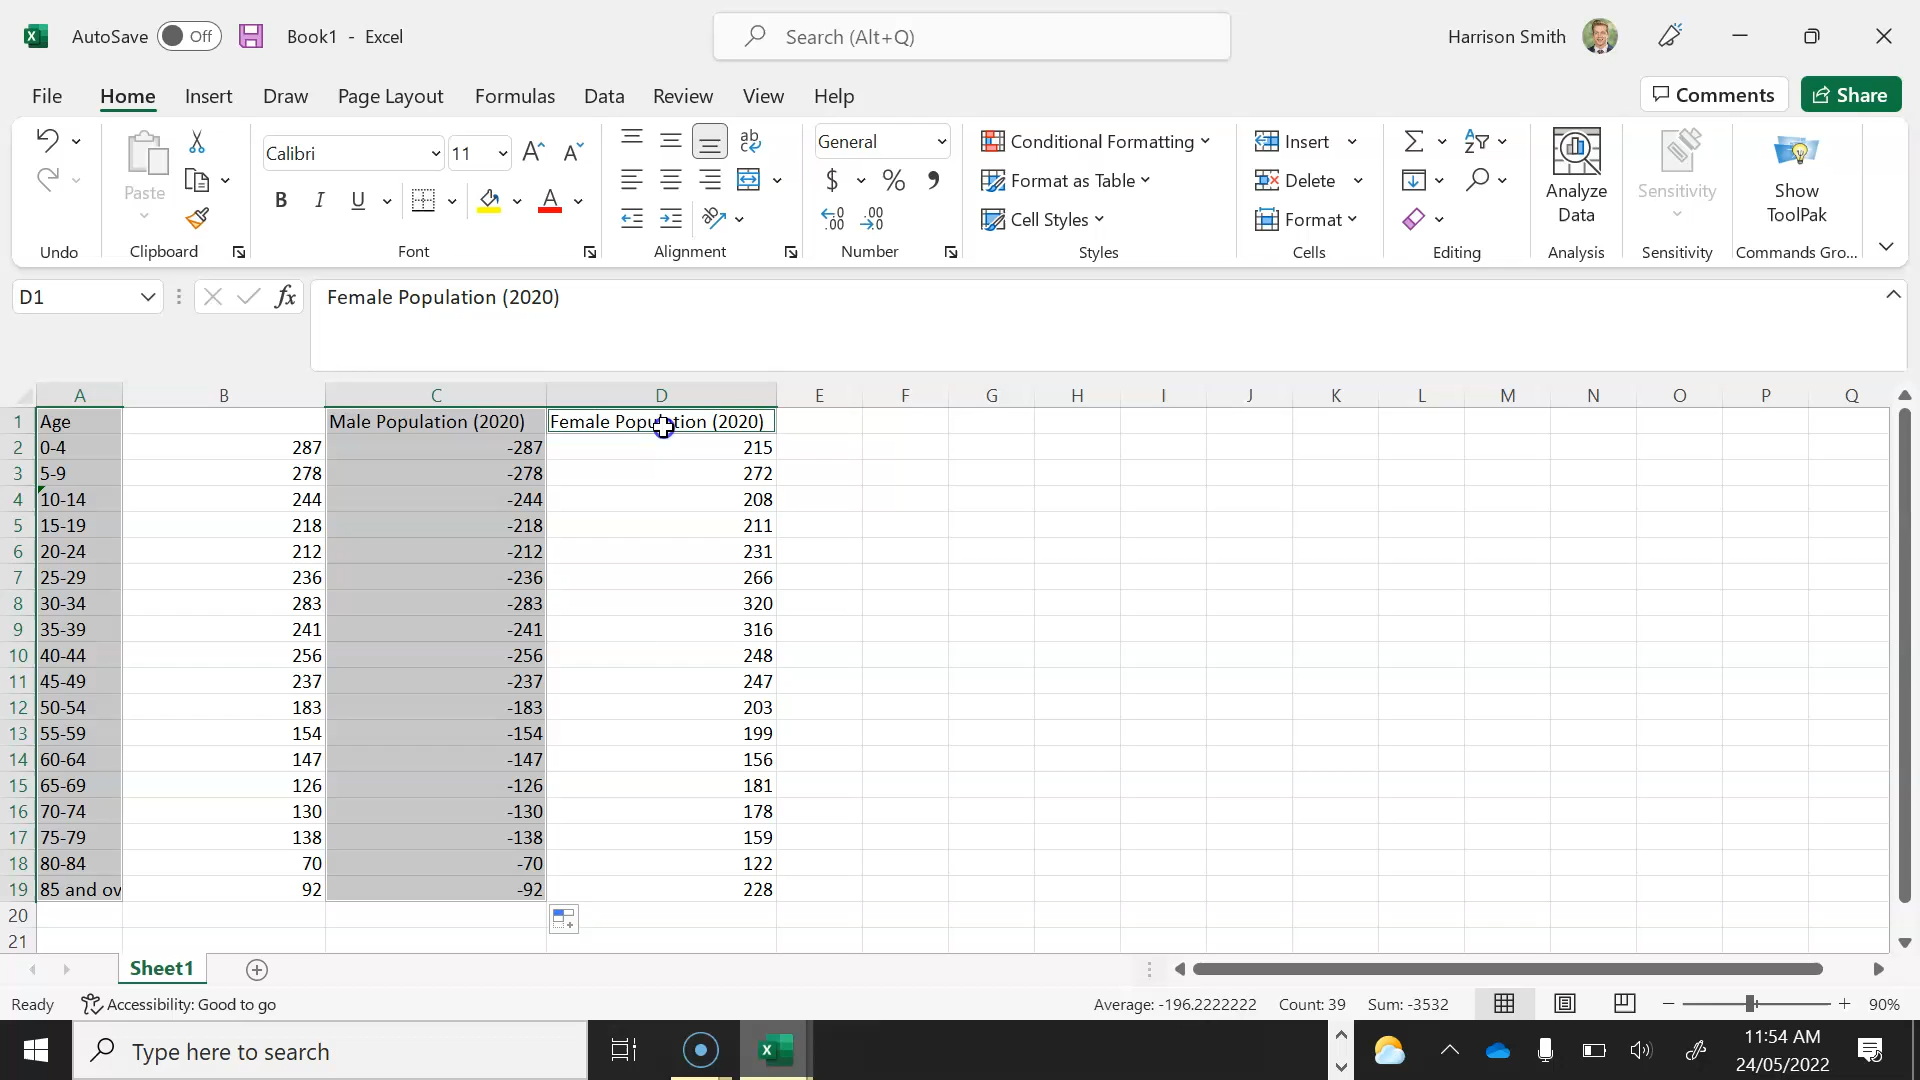 AutoSave Off Book1 - Excel Search (Alt+Q) Harrison Smith
File Home Insert Draw Page Layout Formulas Data Review View Help Comments Share
Paste
Calibri 11
B I U
ab
General
$ %
Conditional Formatting
Format as Table
Cell Styles
Insert
Delete
Format
Analyze Data
Sensitivity
Show ToolPak
Undo Clipboard Font Alignment Number Styles Cells Editing Analysis Sensitivity Commands Gro...
D1 fx Female Population (2020)
A B C D E F G H I J K L M N O P Q
1 Age Male Population (2020) Female Population (2020)
2 0-4 287 -287 215
3 5-9 278 -278 272
4 10-14 244 -244 208
5 15-19 218 -218 211
6 20-24 212 -212 231
7 25-29 236 -236 266
8 30-34 283 -283 320
9 35-39 241 -241 316
10 40-44 256 -256 248
11 45-49 237 -237 247
12 50-54 183 -183 203
13 55-59 154 -154 199
14 60-64 147 -147 156
15 65-69 126 -126 181
16 70-74 130 -130 178
17 75-79 138 -138 159
18 80-84 70 -70 122
19 85 and ov 92 -92 228
20
21
Sheet1
Ready Accessibility: Good to go Average: -196.2222222 Count: 39 Sum: -3532 90%
Type here to search 11:54 AM
24/05/2022